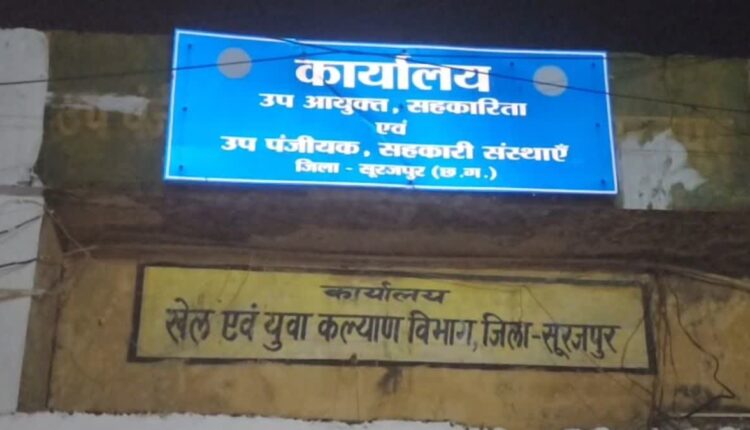 कार्यालय
उप आयुक्त, सहकारिता
एवं
उप पंजीयक, सहकारी संस्थाएँ
जिला - सूरजपुर (छ.ग.)
कार्यालय
खेल एवं युवा कल्याण विभाग, जिला-सूरजपुर